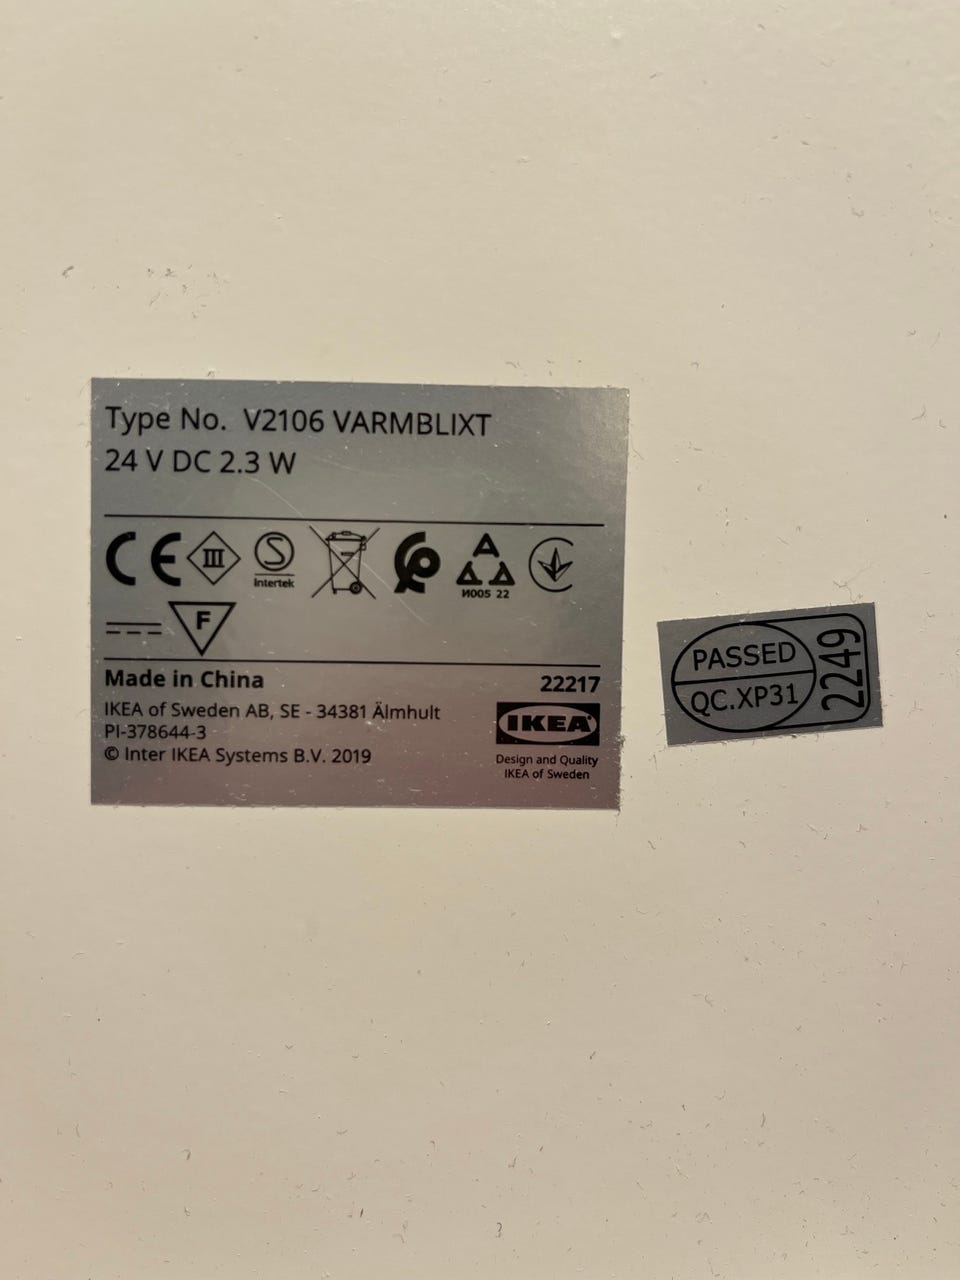 Type No. V2106 VARMBLIXT
24 V DC 2.3 W
CE III S Intertek И005 22
F
Made in China 22217
IKEA of Sweden AB, SE - 34381 Älmhult
PI-378644-3
© Inter IKEA Systems B.V. 2019
IKEA®
Design and Quality
IKEA of Sweden
PASSED
QC.XP31
2249